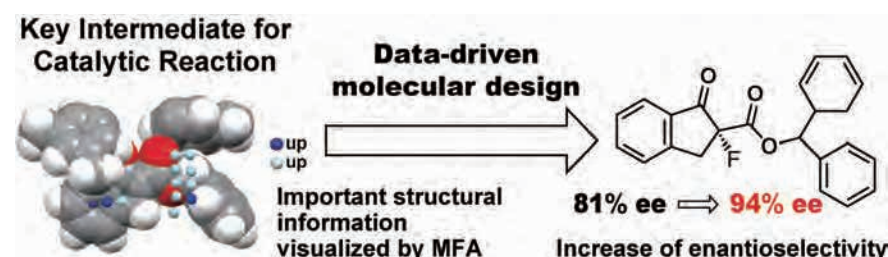 Key Intermediate for
Catalytic Reaction
up
up
Important structural
information
visualized by MFA
Data-driven
molecular design
O
O
O
F
81% ee ⇨ 94% ee
Increase of enantioselectivity